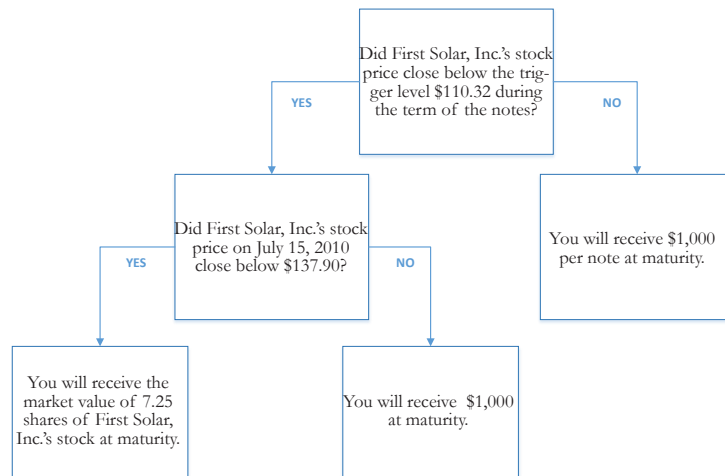 Did First Solar, Inc.'s stock
price close below the trig-
ger level $110.32 during
the term of the notes?
YES
NO
Did First Solar, Inc.'s stock
price on July 15, 2010
close below $137.90?
You will receive $1,000
per note at maturity.
YES
NO
You will receive the
market value of 7.25
shares of First Solar,
Inc.'s stock at maturity.
You will receive $1,000
at maturity.